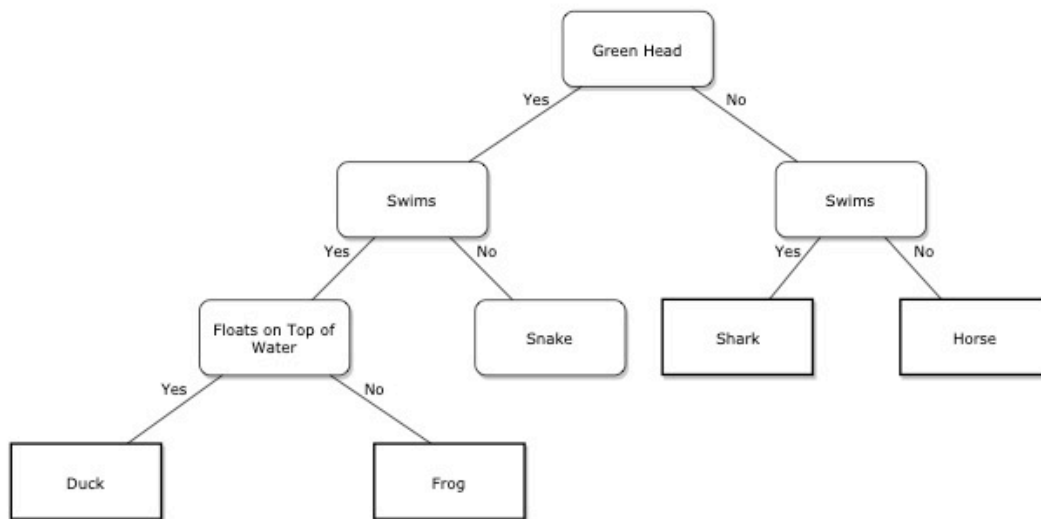 Green Head
Yes
No
Swims
Swims
Yes
No
Yes
No
Floats on Top of
Water
Snake
Shark
Horse
Yes
No
Duck
Frog